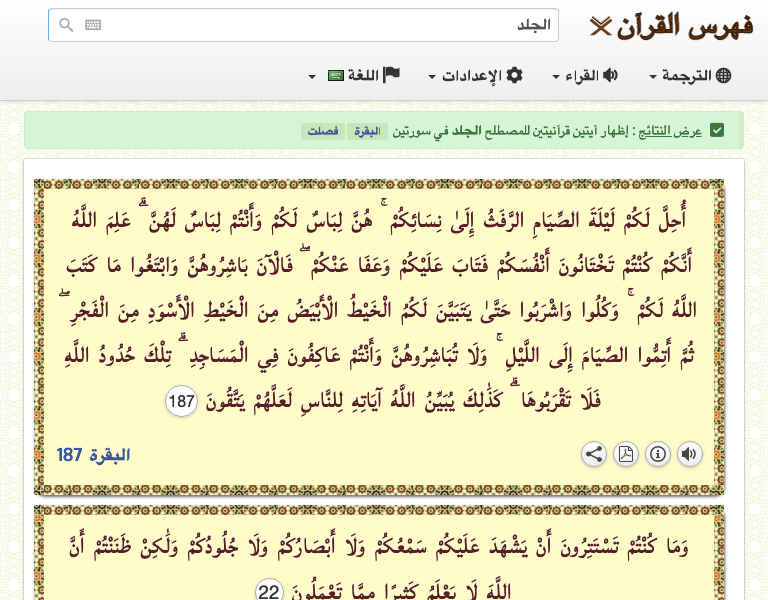 فهرس القرآن
الجلد
الترجمة القراء الإعدادات اللغة
عرض النتائج : إظهار آيتين قرآنيتين للمصطلح الجلد في سورتين البقرة فصلت
أُحِلَّ لَكُمْ لَيْلَةَ الصِّيَامِ الرَّفَثُ إِلَىٰ نِسَائِكُمْ ۚ هُنَّ لِبَاسٌ لَكُمْ وَأَنْتُمْ لِبَاسٌ لَهُنَّ ۗ عَلِمَ اللَّهُ
أَنَّكُمْ كُنْتُمْ تَخْتَانُونَ أَنْفُسَكُمْ فَتَابَ عَلَيْكُمْ وَعَفَا عَنْكُمْ ۖ فَالْآنَ بَاشِرُوهُنَّ وَابْتَغُوا مَا كَتَبَ
اللَّهُ لَكُمْ ۚ وَكُلُوا وَاشْرَبُوا حَتَّىٰ يَتَبَيَّنَ لَكُمُ الْخَيْطُ الْأَبْيَضُ مِنَ الْخَيْطِ الْأَسْوَدِ مِنَ الْفَجْرِ ۖ
ثُمَّ أَتِمُّوا الصِّيَامَ إِلَى اللَّيْلِ ۚ وَلَا تُبَاشِرُوهُنَّ وَأَنْتُمْ عَاكِفُونَ فِي الْمَسَاجِدِ ۗ تِلْكَ حُدُودُ اللَّهِ
فَلَا تَقْرَبُوهَا ۗ كَذَٰلِكَ يُبَيِّنُ اللَّهُ آيَاتِهِ لِلنَّاسِ لَعَلَّهُمْ يَتَّقُونَ 187
البقرة 187
وَمَا كُنْتُمْ تَسْتَتِرُونَ أَنْ يَشْهَدَ عَلَيْكُمْ سَمْعُكُمْ وَلَا أَبْصَارُكُمْ وَلَا جُلُودُكُمْ وَلَٰكِنْ ظَنَنْتُمْ أَنَّ
اللَّهَ لَا يَعْلَمُ كَثِيرًا مِمَّا تَعْمَلُونَ 22